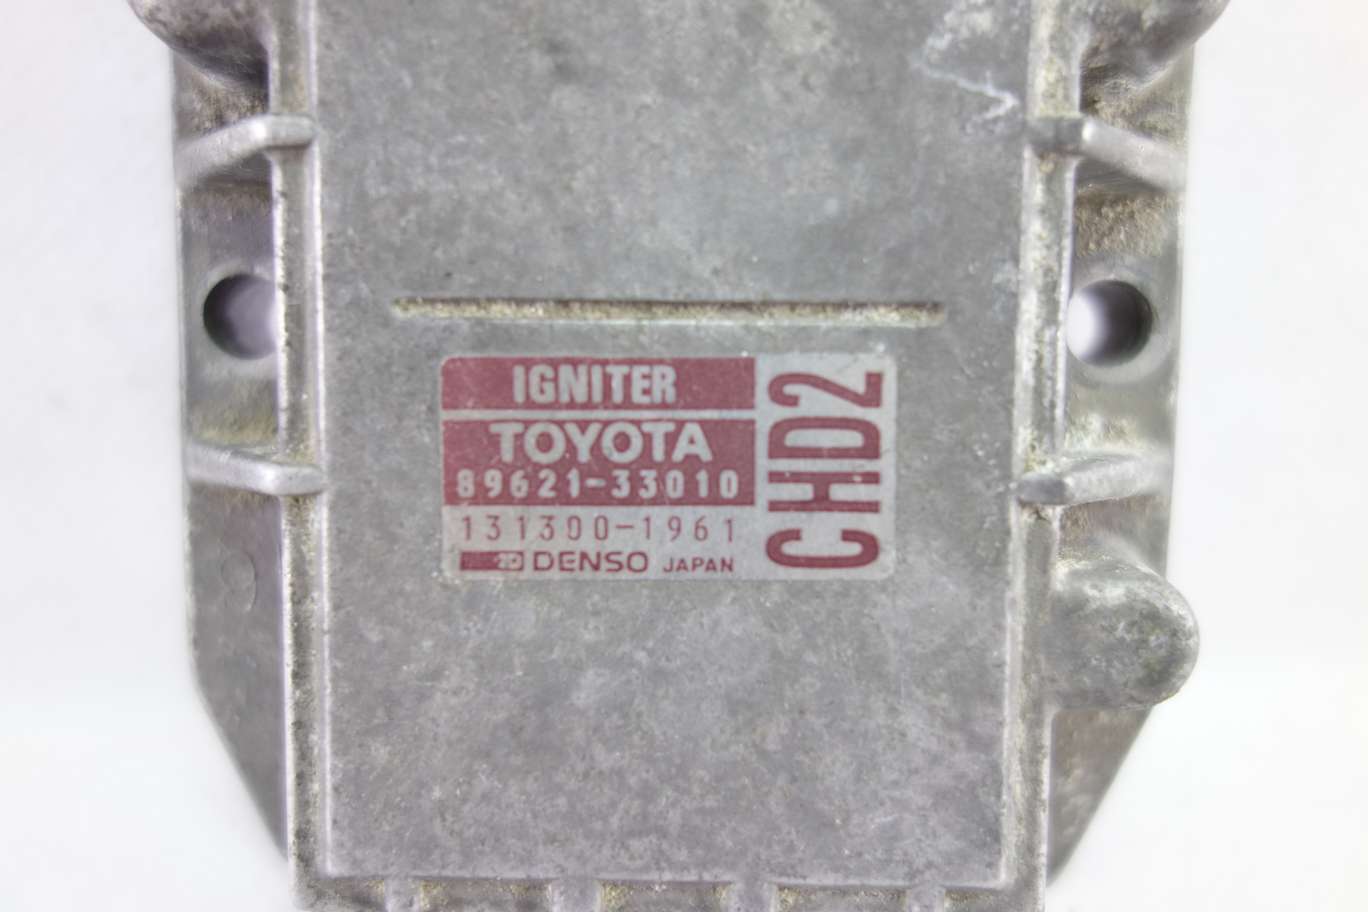 IGNITER
TOYOTA
89621-33010
131300-1961
DENSO JAPAN
CHD2